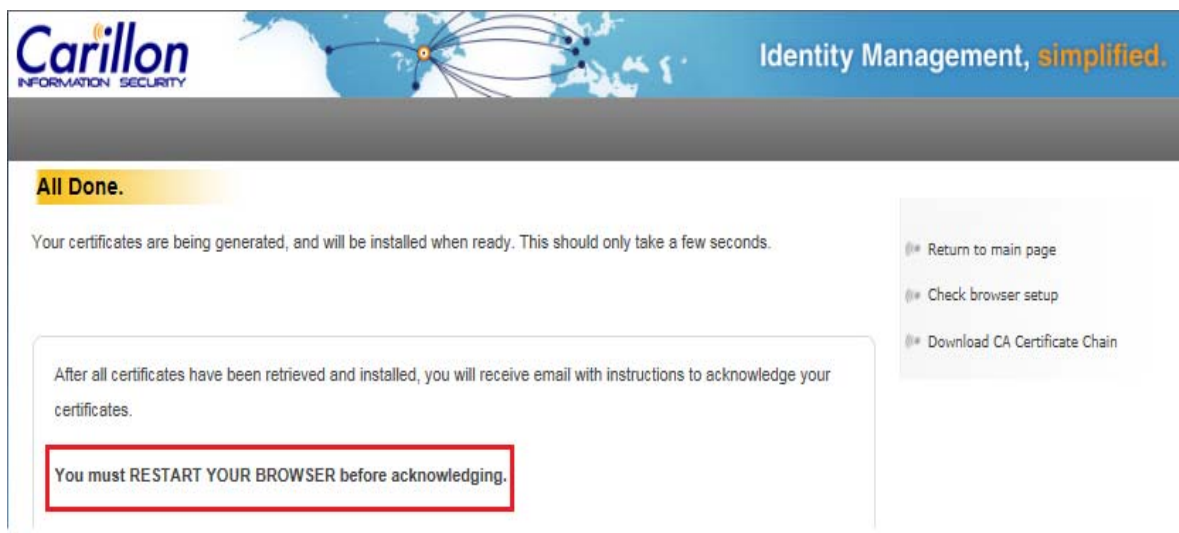 Carillon
INFORMATION SECURITY
Identity Management, simplified.
All Done.
Your certificates are being generated, and will be installed when ready. This should only take a few seconds.
Return to main page
Check browser setup
Download CA Certificate Chain
After all certificates have been retrieved and installed, you will receive email with instructions to acknowledge your
certificates.
You must RESTART YOUR BROWSER before acknowledging.